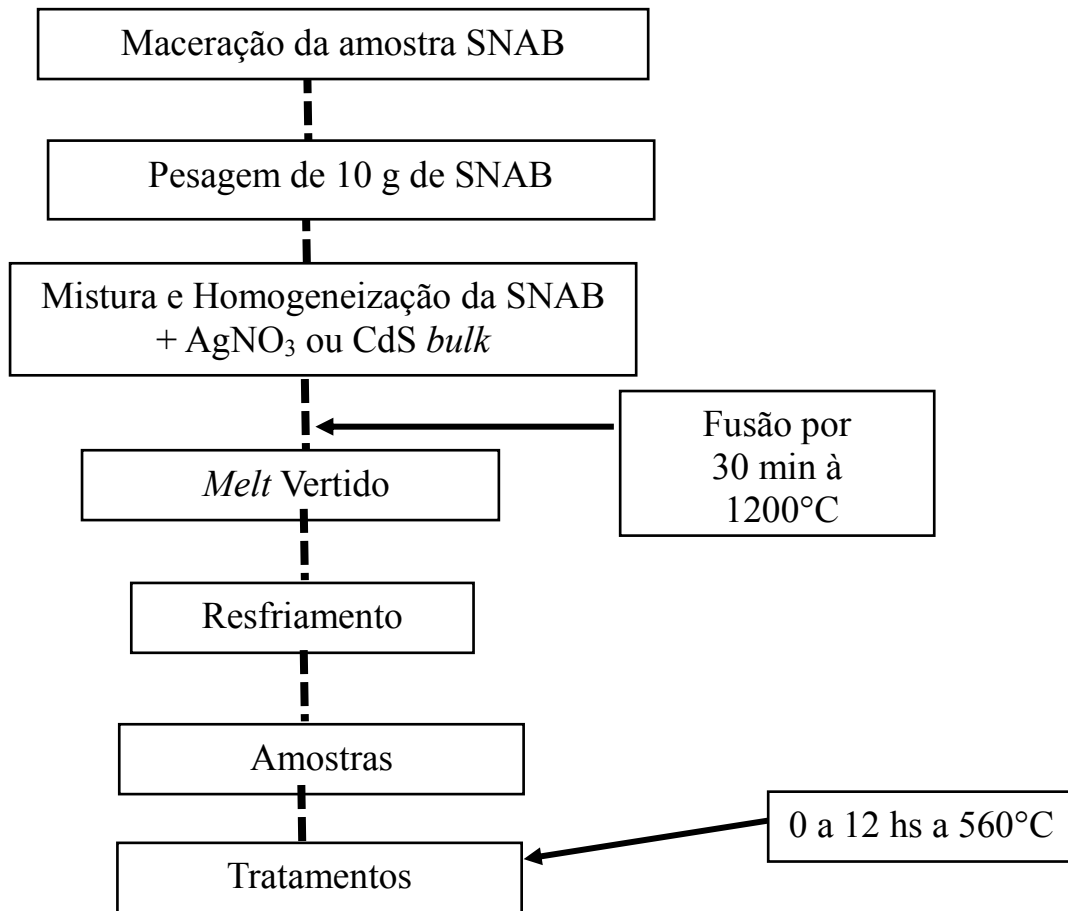 Maceração da amostra SNAB
Pesagem de 10 g de SNAB
Mistura e Homogeneização da SNAB
+ AgNO₃ ou CdS bulk
Fusão por
30 min à
1200°C
Melt Vertido
Resfriamento
Amostras
0 a 12 hs a 560°C
Tratamentos